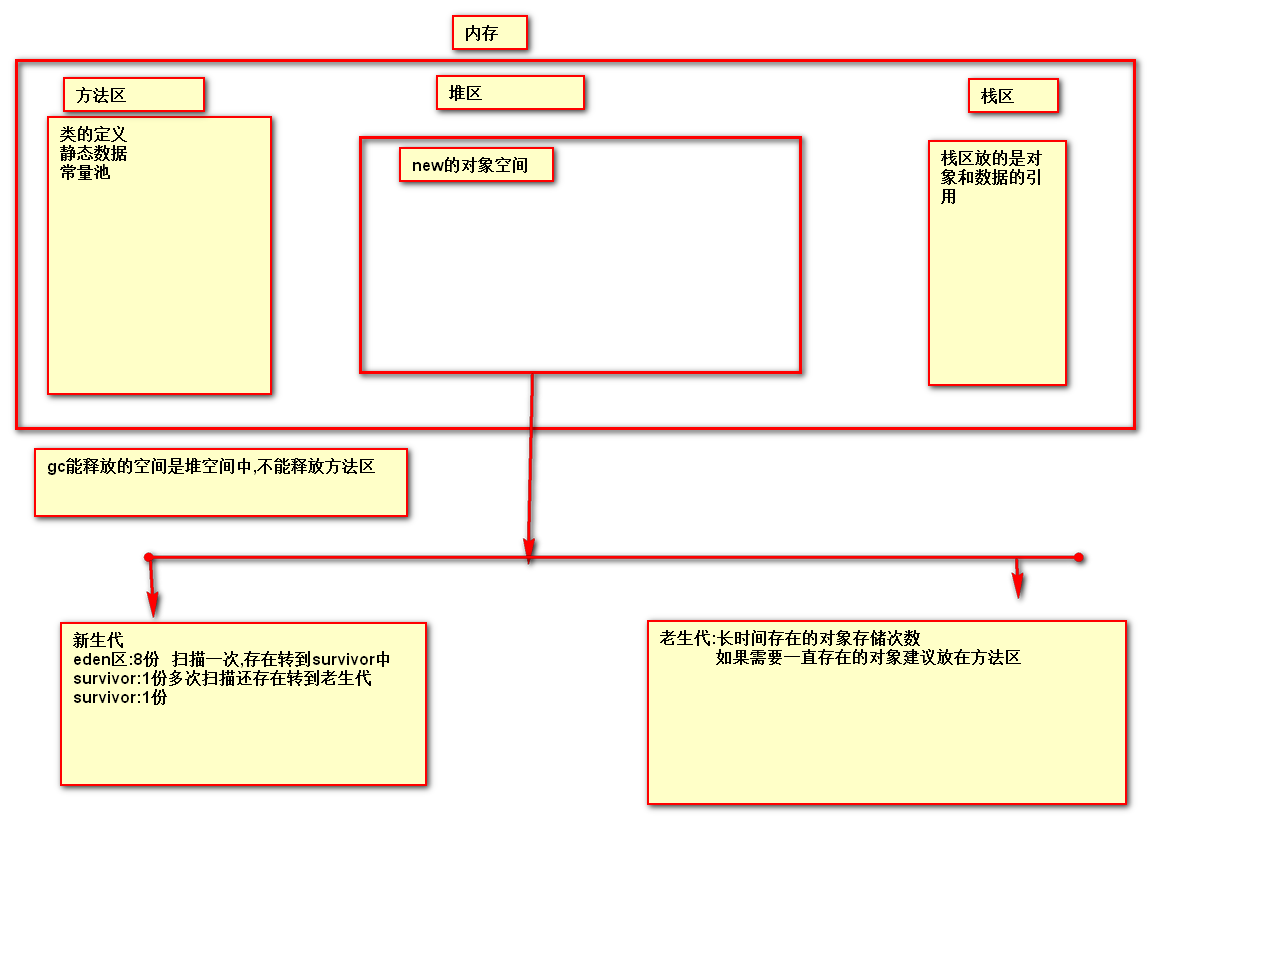 内存
方法区
堆区
栈区
类的定义
静态数据
常量池
new的对象空间
栈区放的是对
象和数据的引
用
gc能释放的空间是堆空间中,不能释放方法区
新生代
eden区:8份 扫描一次,存在转到survivor中
survivor:1份多次扫描还存在转到老生代
survivor:1份
老生代:长时间存在的对象存储次数
如果需要一直存在的对象建议放在方法区